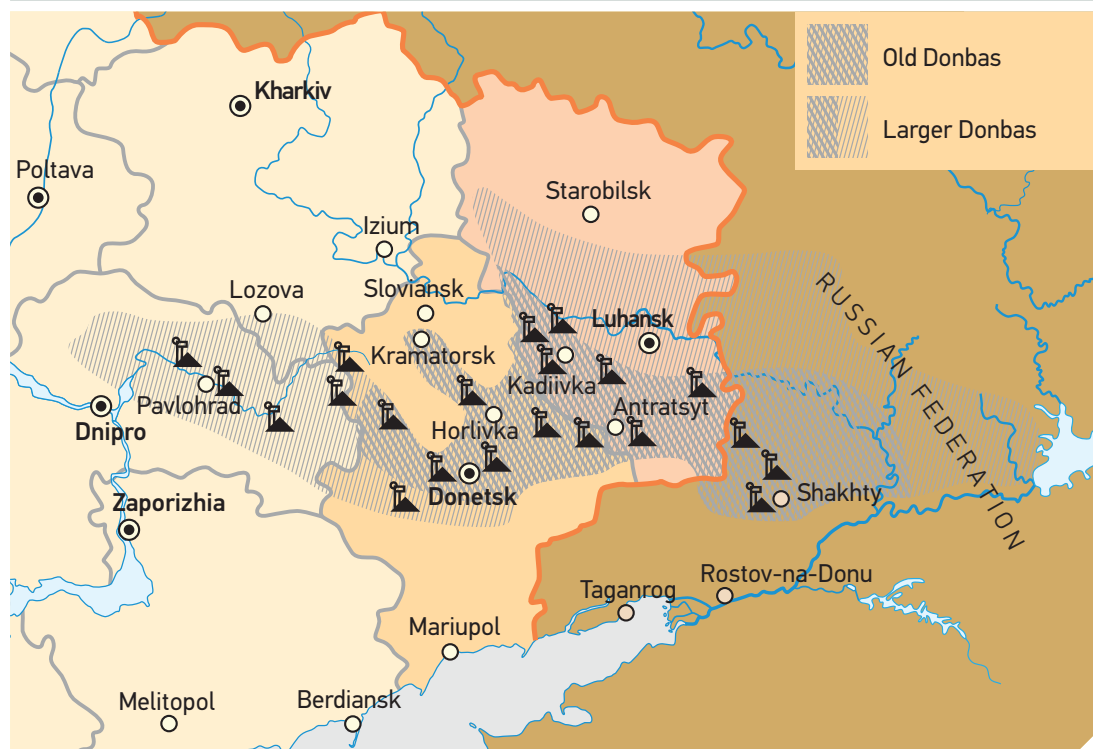 Old Donbas
Larger Donbas
Kharkiv
Poltava
Starobilsk
Izium
Lozova
Sloviansk
RUSSIAN FEDERATION
Luhansk
Kramatorsk
Kadiivka
Pavlohrad
Antratsyt
Dnipro
Horlivka
Donetsk
Shakhty
Zaporizhia
Rostov-na-Donu
Taganrog
Mariupol
Melitopol
Berdiansk